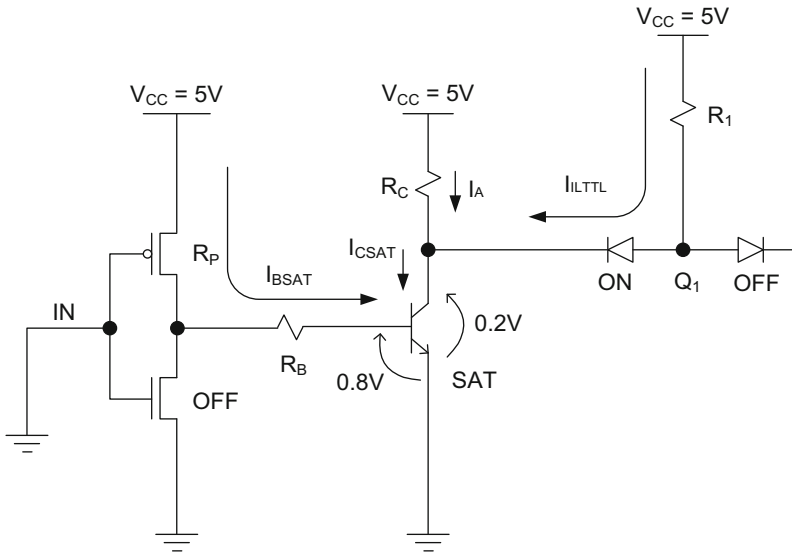 V_CC = 5V
V_CC = 5V
V_CC = 5V
R_1
R_C
I_A
I_ILTTL
R_P
I_CSAT
I_BSAT
ON
Q_1
OFF
IN
0.2V
R_B
0.8V
SAT
OFF